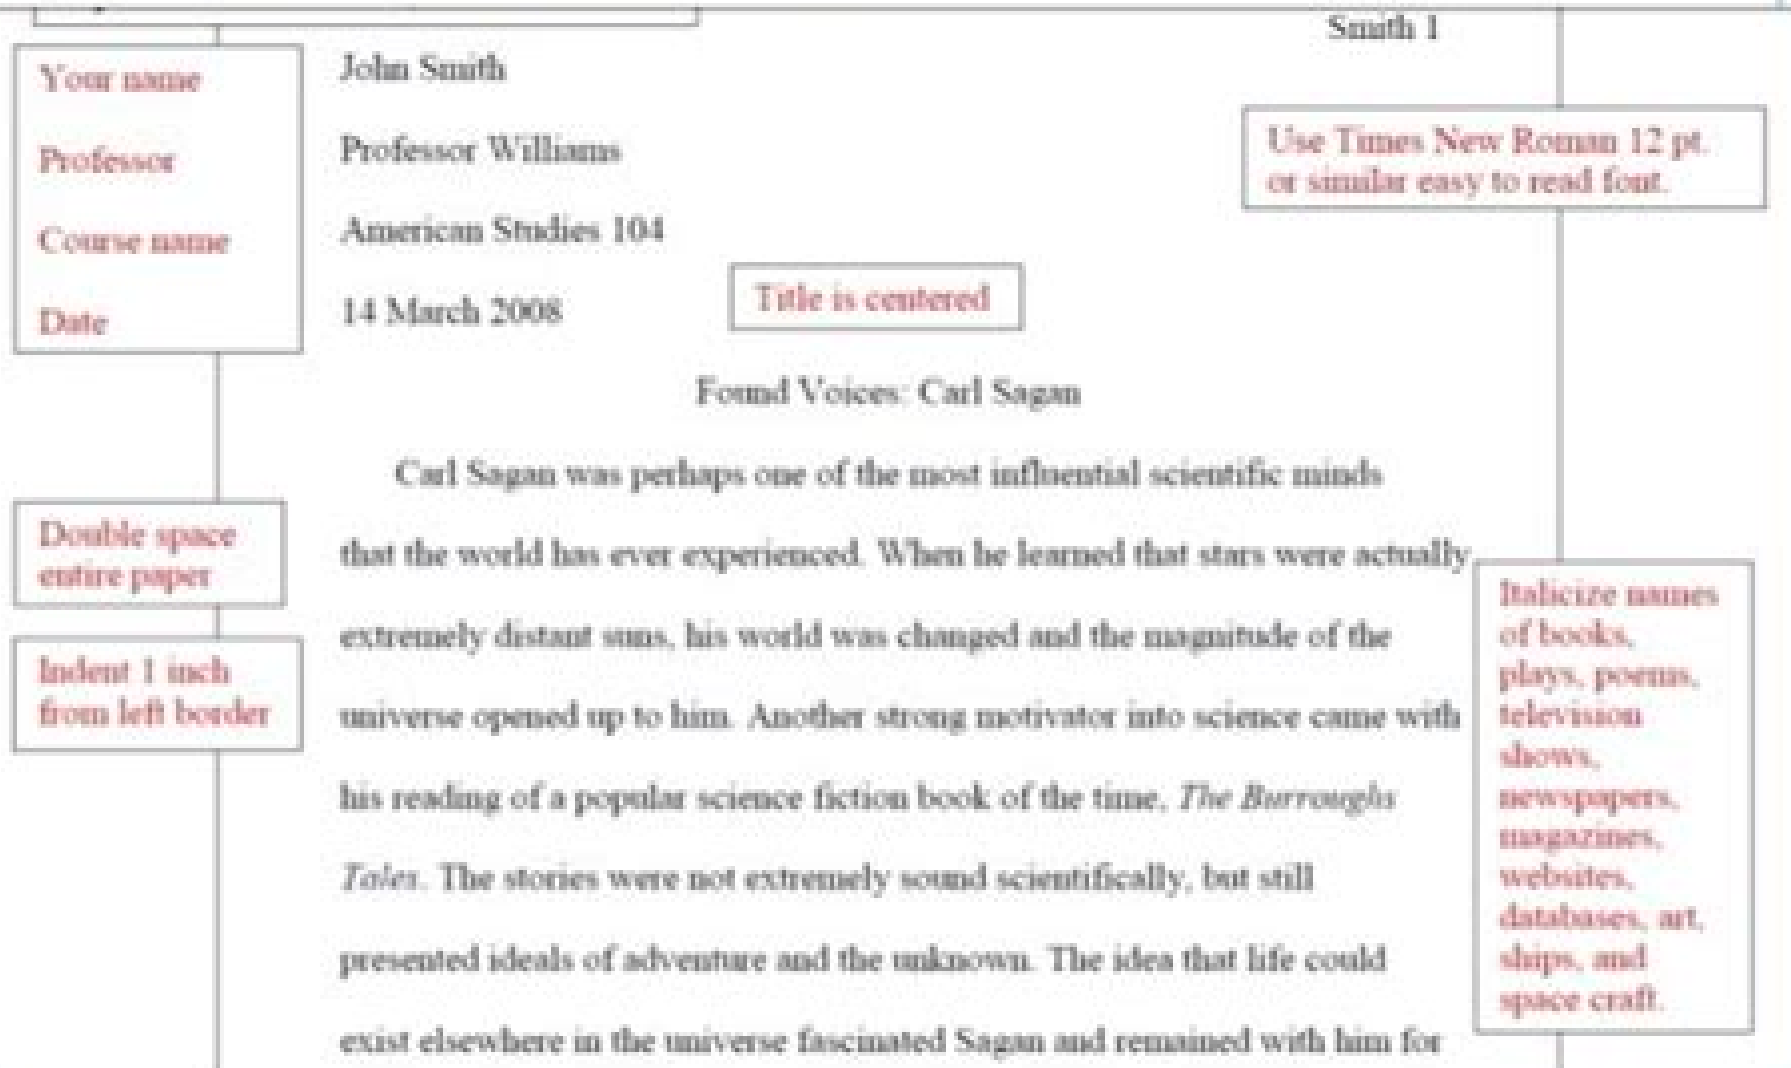 Smith 1
Your name
Professor
Course name
Date
John Smith
Professor Williams
American Studies 104
14 March 2008
Use Times New Roman 12 pt.
or similar easy to read font.
Title is centered
Found Voices: Carl Sagan
Carl Sagan was perhaps one of the most influential scientific minds
that the world has ever experienced. When he learned that stars were actually
extremely distant suns, his world was changed and the magnitude of the
universe opened up to him. Another strong motivator into science came with
his reading of a popular science fiction book of the time, The Burroughs
Tales. The stories were not extremely sound scientifically, but still
presented ideals of adventure and the unknown. The idea that life could
exist elsewhere in the universe fascinated Sagan and remained with him for
Double space
entire paper
Indent 1 inch
from left border
Italicize names
of books,
plays, poems,
television
shows,
newspapers,
magazines,
websites,
databases, art,
ships, and
space craft.